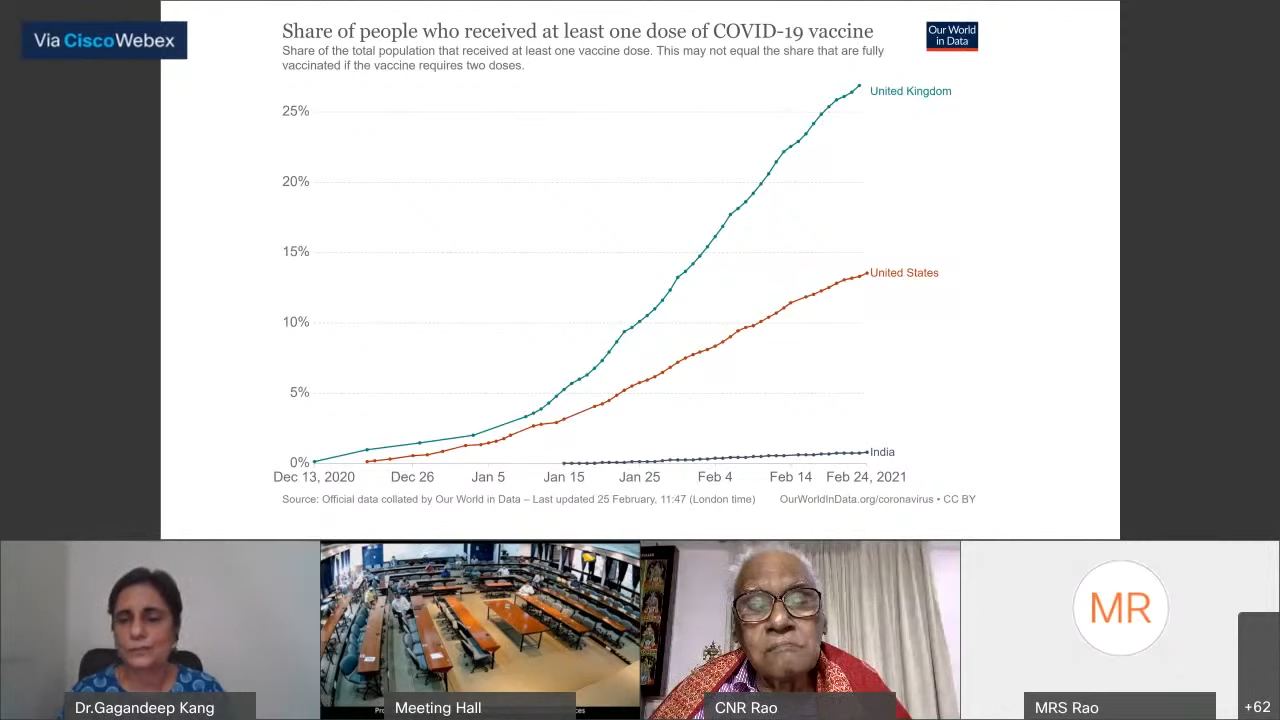 Via Cisco Webex
Share of people who received at least one dose of COVID-19 vaccine
Share of the total population that received at least one vaccine dose. This may not equal the share that are fully
vaccinated if the vaccine requires two doses.
Our World
in Data
United Kingdom
25%
20%
15%
United States
10%
5%
India
0%
Dec 13, 2020 Dec 26 Jan 5 Jan 15 Jan 25 Feb 4 Feb 14 Feb 24, 2021
Source: Official data collated by Our World in Data – Last updated 25 February, 11:47 (London time) OurWorldInData.org/coronavirus • CC BY
MR
Dr.Gagandeep Kang
Meeting Hall
CNR Rao
MRS Rao
+62